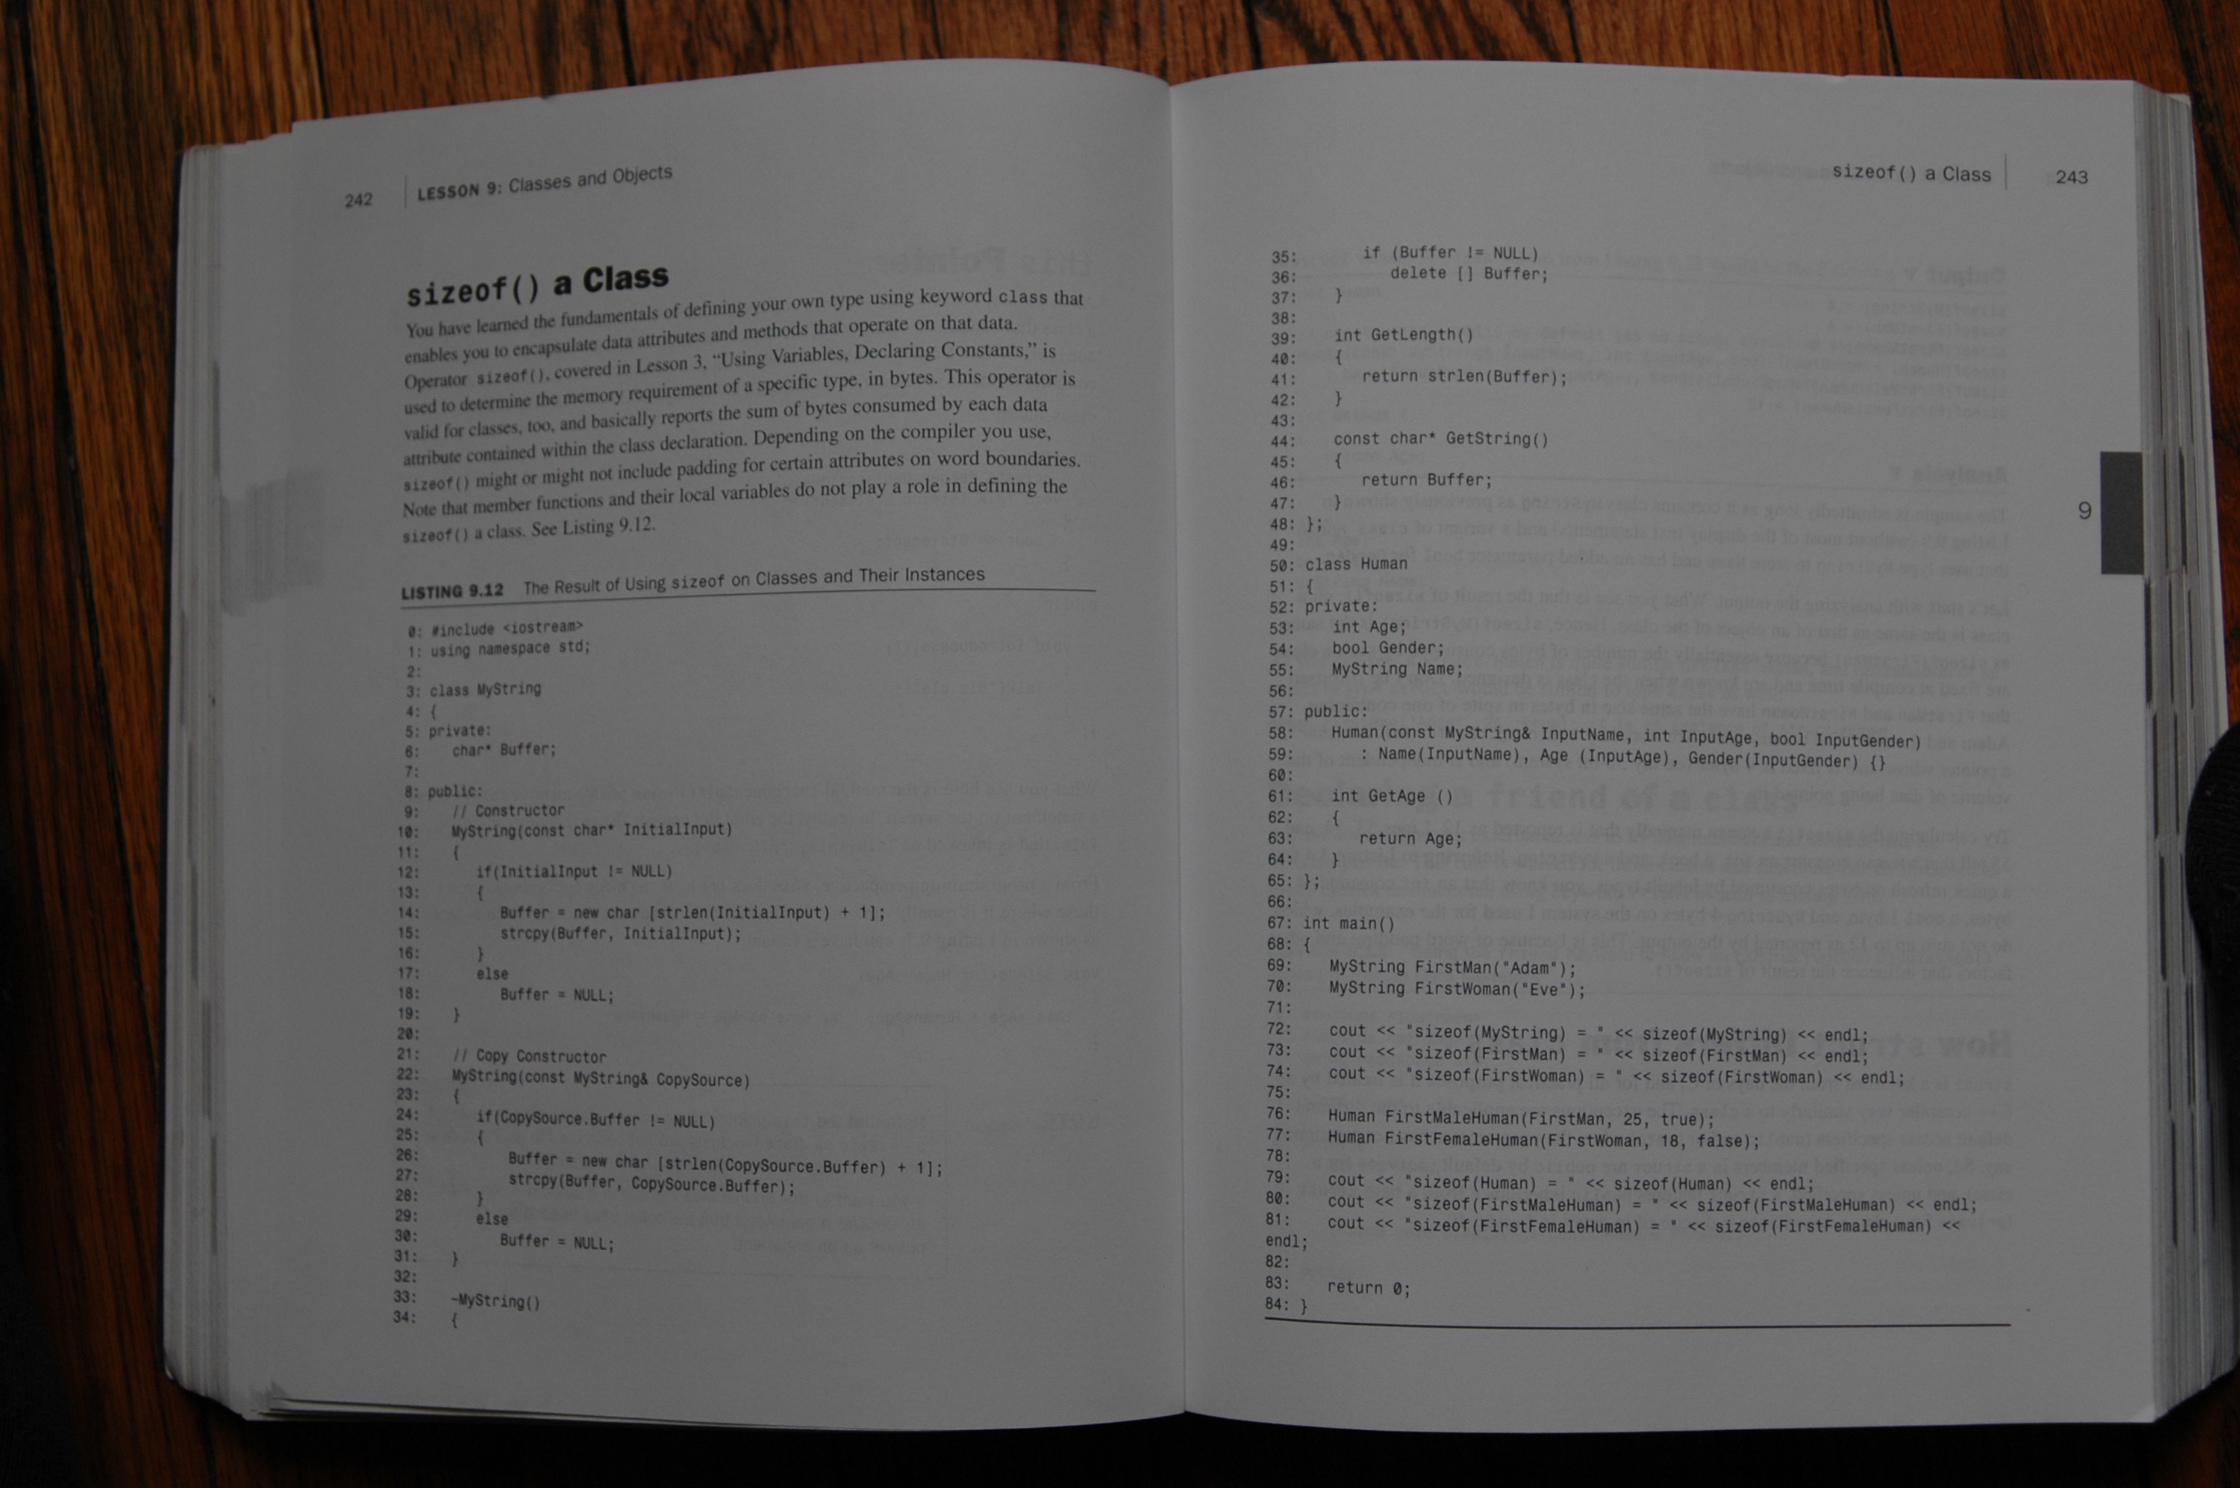 242 LESSON 9: Classes and Objects
sizeof() a Class
You have learned the fundamentals of defining your own type using keyword class that
enables you to encapsulate data attributes and methods that operate on that data.
Operator sizeof(), covered in Lesson 3, “Using Variables, Declaring Constants,” is
used to determine the memory requirement of a specific type, in bytes. This operator is
valid for classes, too, and basically reports the sum of bytes consumed by each data
attribute contained within the class declaration. Depending on the compiler you use,
sizeof() might or might not include padding for certain attributes on word boundaries.
Note that member functions and their local variables do not play a role in defining the
sizeof() a class. See Listing 9.12.
LISTING 9.12 The Result of Using sizeof on Classes and Their Instances
0: #include <iostream>
1: using namespace std;
2:
3: class MyString
4: {
5: private:
6:    char* Buffer;
7:
8: public:
9:    // Constructor
10:    MyString(const char* InitialInput)
11:    {
12:       if(InitialInput != NULL)
13:       {
14:          Buffer = new char [strlen(InitialInput) + 1];
15:          strcpy(Buffer, InitialInput);
16:       }
17:       else
18:          Buffer = NULL;
19:    }
20:
21:    // Copy Constructor
22:    MyString(const MyString& CopySource)
23:    {
24:       if(CopySource.Buffer != NULL)
25:       {
26:          Buffer = new char [strlen(CopySource.Buffer) + 1];
27:          strcpy(Buffer, CopySource.Buffer);
28:       }
29:       else
30:          Buffer = NULL;
31:    }
32:
33:    ~MyString()
34:    {
sizeof() a Class 243
35:       if (Buffer != NULL)
36:          delete [] Buffer;
37:    }
38:
39:    int GetLength()
40:    {
41:       return strlen(Buffer);
42:    }
43:
44:    const char* GetString()
45:    {
46:       return Buffer;
47:    }
48: };
49:
50: class Human
51: {
52: private:
53:    int Age;
54:    bool Gender;
55:    MyString Name;
56:
57: public:
58:    Human(const MyString& InputName, int InputAge, bool InputGender)
59:       : Name(InputName), Age (InputAge), Gender(InputGender) {}
60:
61:    int GetAge ()
62:    {
63:       return Age;
64:    }
65: };
66:
67: int main()
68: {
69:    MyString FirstMan("Adam");
70:    MyString FirstWoman("Eve");
71:
72:    cout << "sizeof(MyString) = " << sizeof(MyString) << endl;
73:    cout << "sizeof(FirstMan) = " << sizeof(FirstMan) << endl;
74:    cout << "sizeof(FirstWoman) = " << sizeof(FirstWoman) << endl;
75:
76:    Human FirstMaleHuman(FirstMan, 25, true);
77:    Human FirstFemaleHuman(FirstWoman, 18, false);
78:
79:    cout << "sizeof(Human) = " << sizeof(Human) << endl;
80:    cout << "sizeof(FirstMaleHuman) = " << sizeof(FirstMaleHuman) << endl;
81:    cout << "sizeof(FirstFemaleHuman) = " << sizeof(FirstFemaleHuman) <<
endl;
82:
83:    return 0;
84: }
9